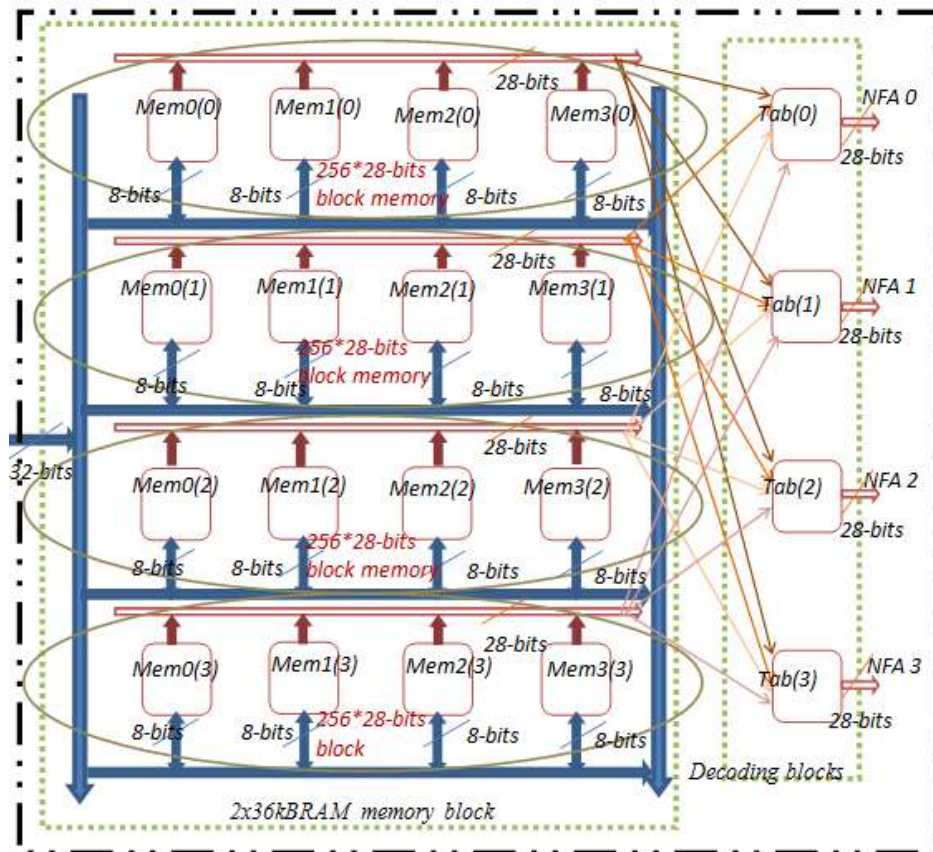 28-bits
NFA 0
Mem0(0)
Mem1(0)
Mem2(0)
Mem3(0)
Tab(0)
28-bits
256*28-bits
block memory
8-bits
8-bits
8-bits
8-bits
28-bits
NFA 1
Mem0(1)
Mem1(1)
Mem2(1)
Mem3(1)
Tab(1)
28-bits
256*28-bits
block memory
8-bits
8-bits
8-bits
8-bits
32-bits
28-bits
NFA 2
Mem0(2)
Mem1(2)
Mem2(2)
Mem3(2)
Tab(2)
28-bits
256*28-bits
block memory
8-bits
8-bits
8-bits
8-bits
28-bits
NFA 3
Mem0(3)
Mem1(3)
Mem2(3)
Mem3(3)
Tab(3)
28-bits
256*28-bits
block
8-bits
8-bits
8-bits
8-bits
Decoding blocks
2x36kBRAM memory block